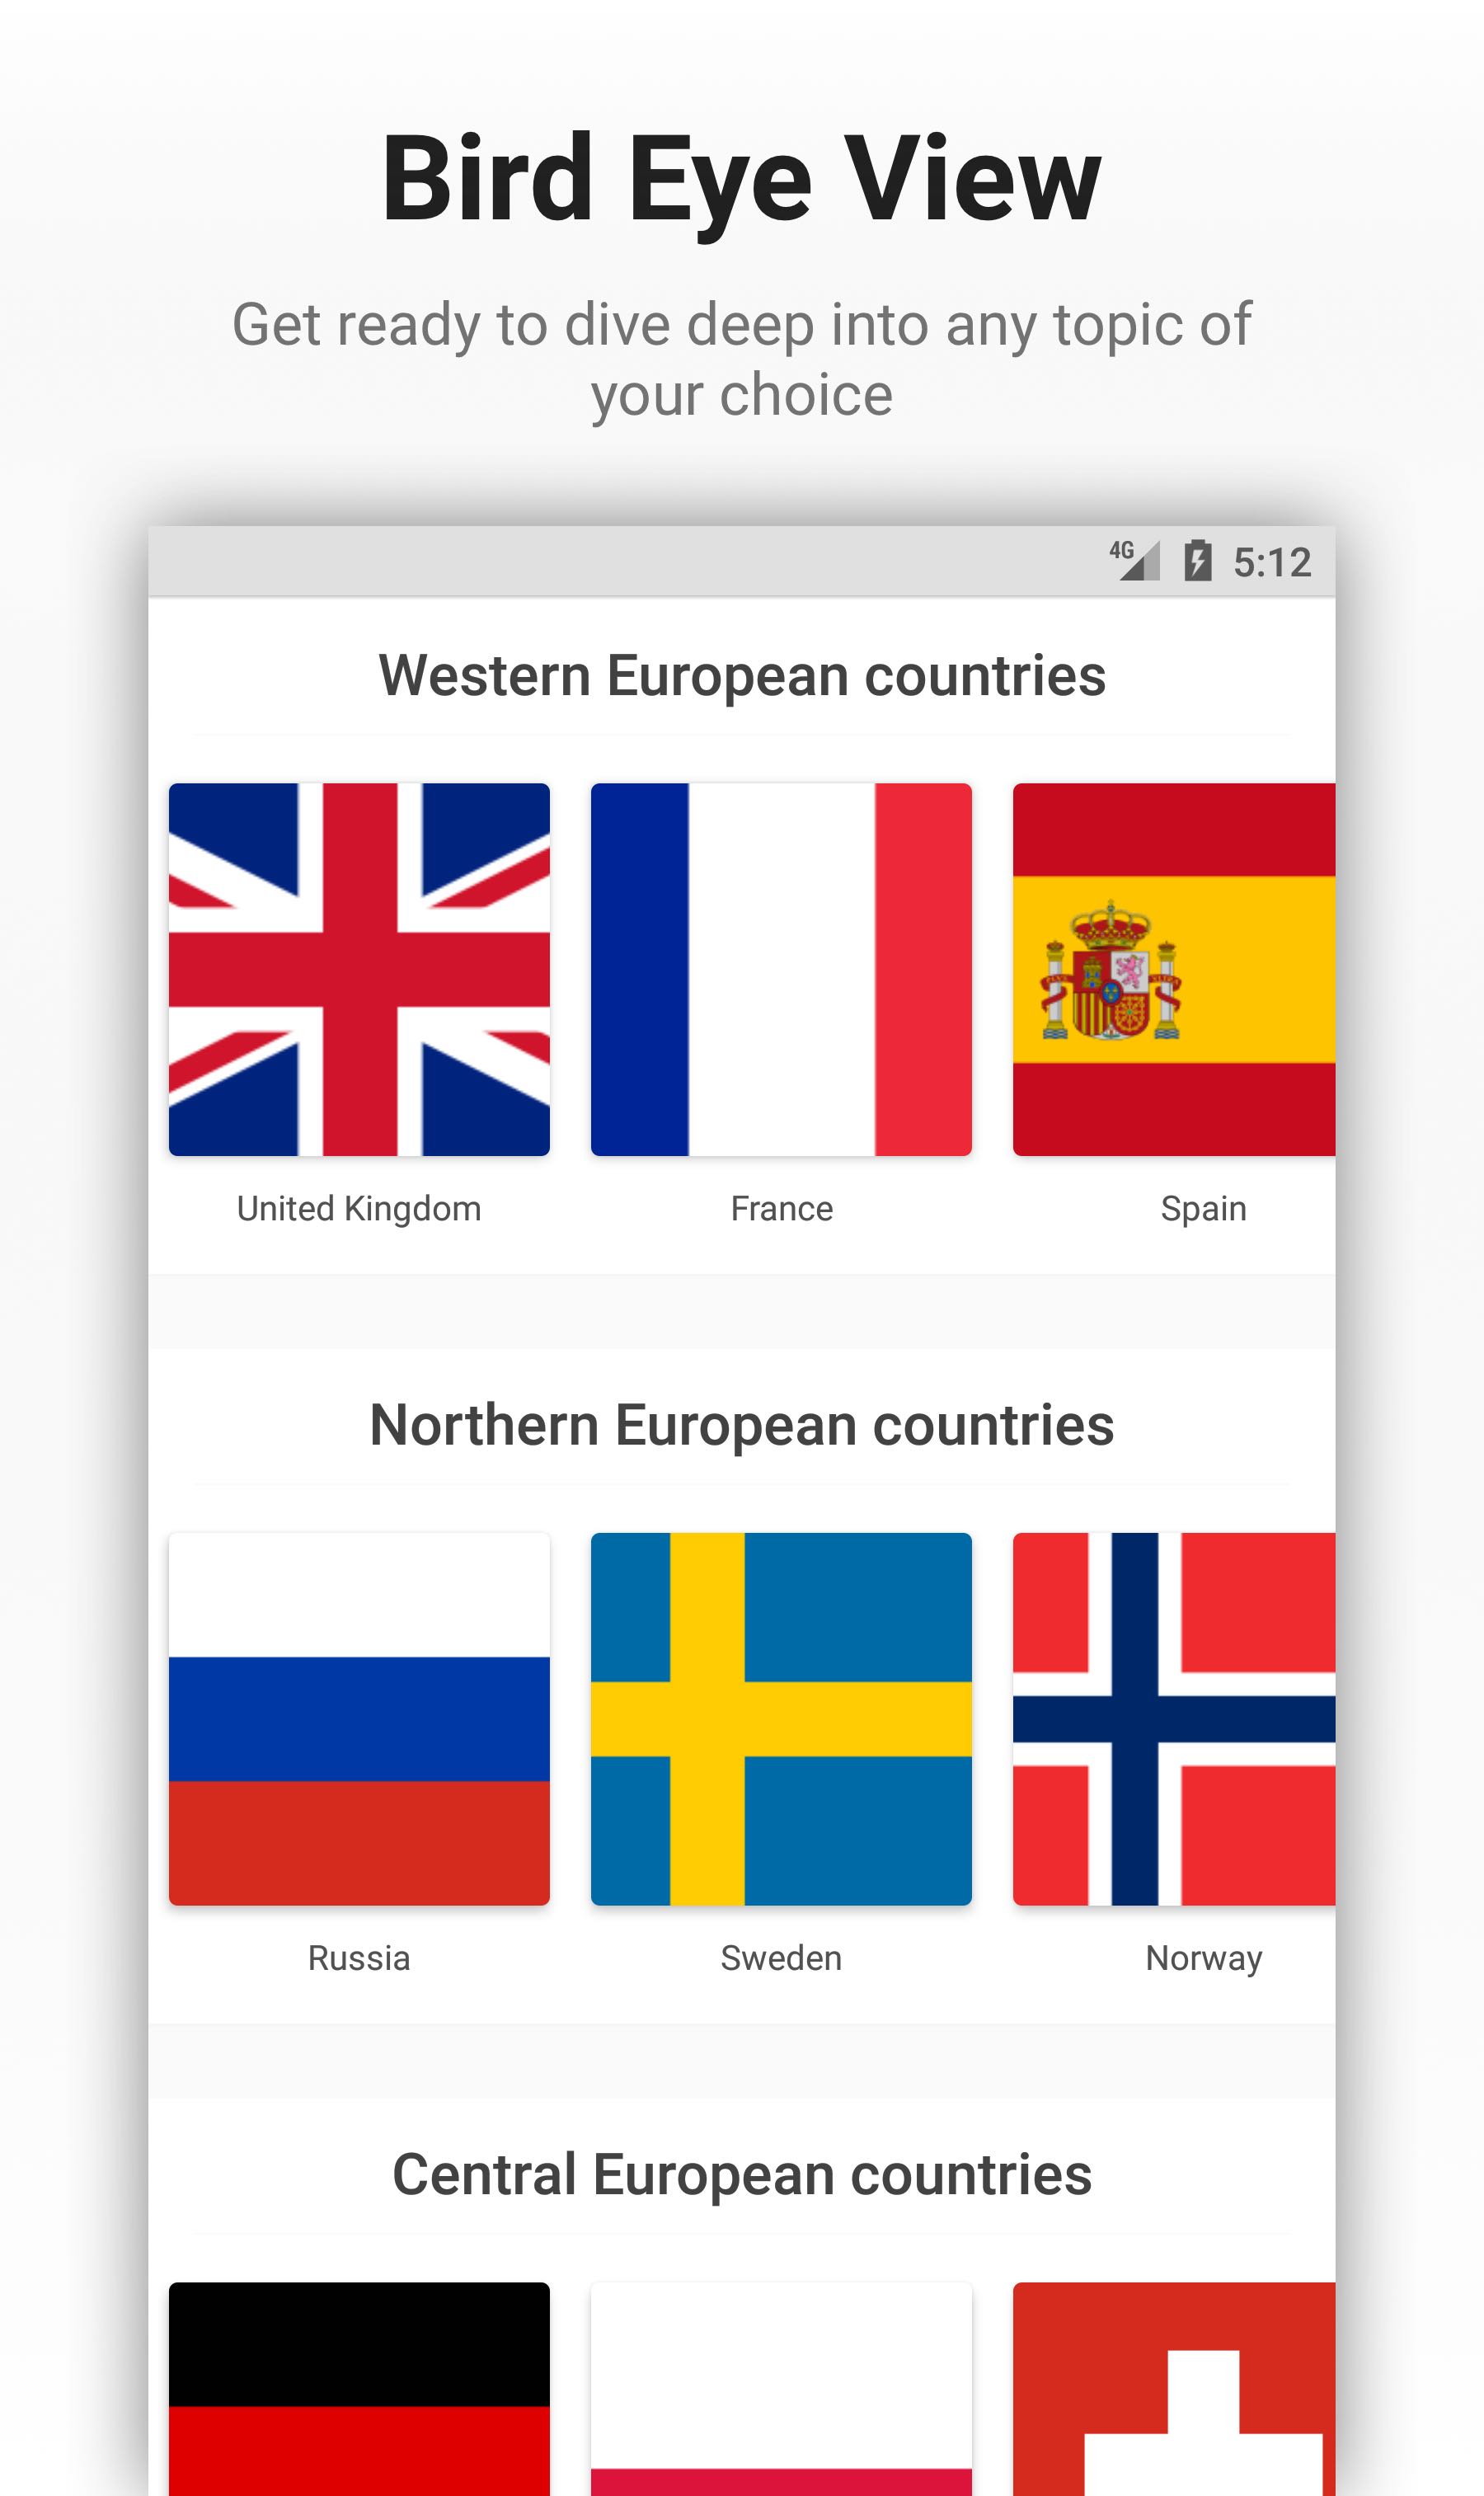 Bird Eye View
Get ready to dive deep into any topic of
your choice
4G 5:12
Western European countries
United Kingdom France Spain
Northern European countries
Russia Sweden Norway
Central European countries